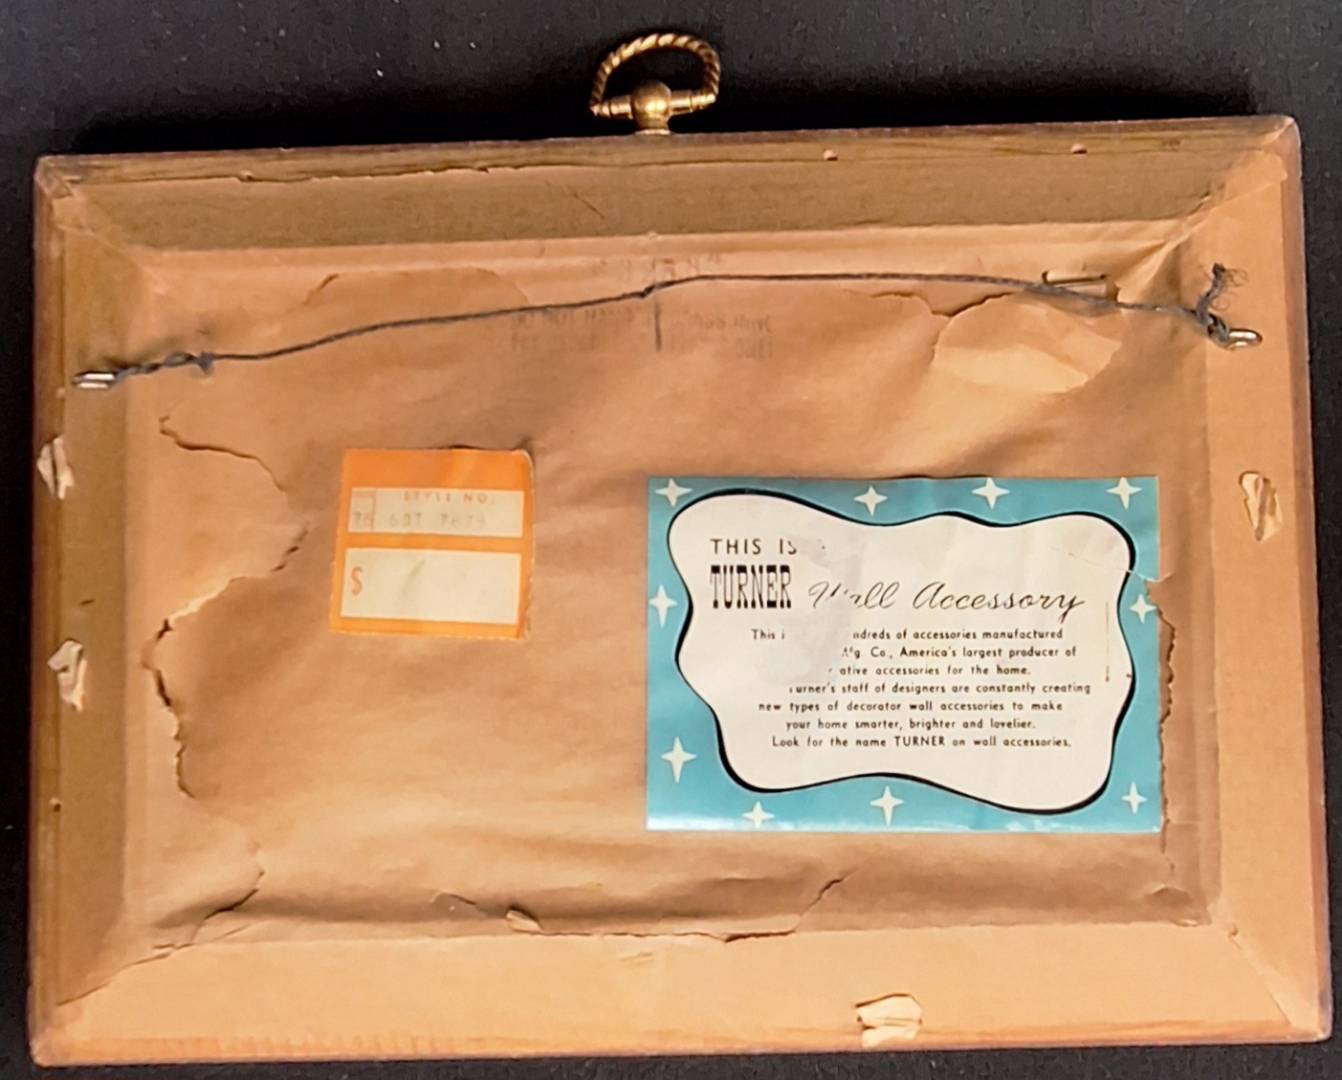 STYLE NO.
$
THIS IS
TURNER Wall Accessory
This i ndreds of accessories manufactured
Mfg. Co., America's largest producer of
ative accessories for the home.
urner's staff of designers are constantly creating
new types of decorator wall accessories to make
your home smarter, brighter and lovelier.
Look for the name TURNER on wall accessories.